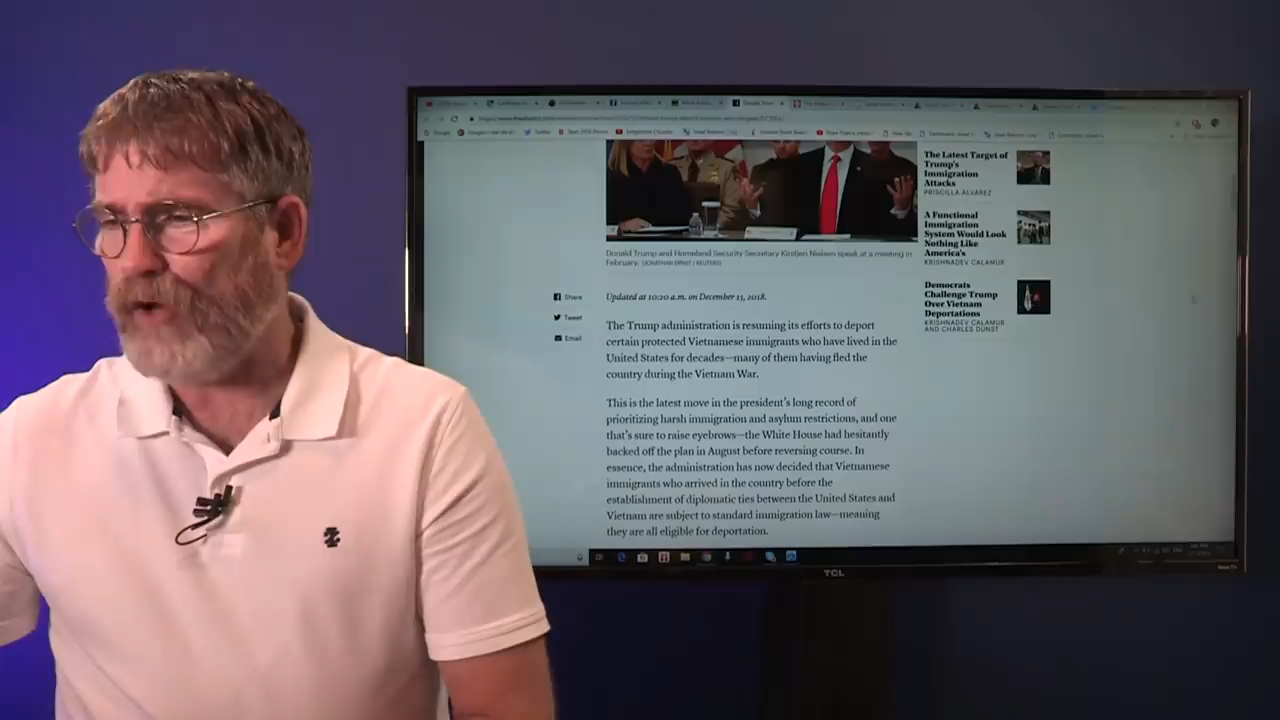 Donald Trump and Homeland Security Secretary Kirstjen Nielsen speak at a meeting in
February. (JONATHAN ERNST / REUTERS)
Share
Tweet
Email
Updated at 10:20 a.m. on December 13, 2018.
The Trump administration is resuming its efforts to deport
certain protected Vietnamese immigrants who have lived in the
United States for decades—many of them having fled the
country during the Vietnam War.
This is the latest move in the president's long record of
prioritizing harsh immigration and asylum restrictions, and one
that's sure to raise eyebrows—the White House had hesitantly
backed off the plan in August before reversing course. In
essence, the administration has now decided that Vietnamese
immigrants who arrived in the country before the
establishment of diplomatic ties between the United States and
Vietnam are subject to standard immigration law—meaning
they are all eligible for deportation.
The Latest Target of
Trump's
Immigration
Attacks
PRISCILLA ALVAREZ
A Functional
Immigration
System Would Look
Nothing Like
America's
KRISHNADEV CALAMUR
Democrats
Challenge Trump
Over Vietnam
Deportations
KRISHNADEV CALAMUR
AND CHARLES DUNST
TCL